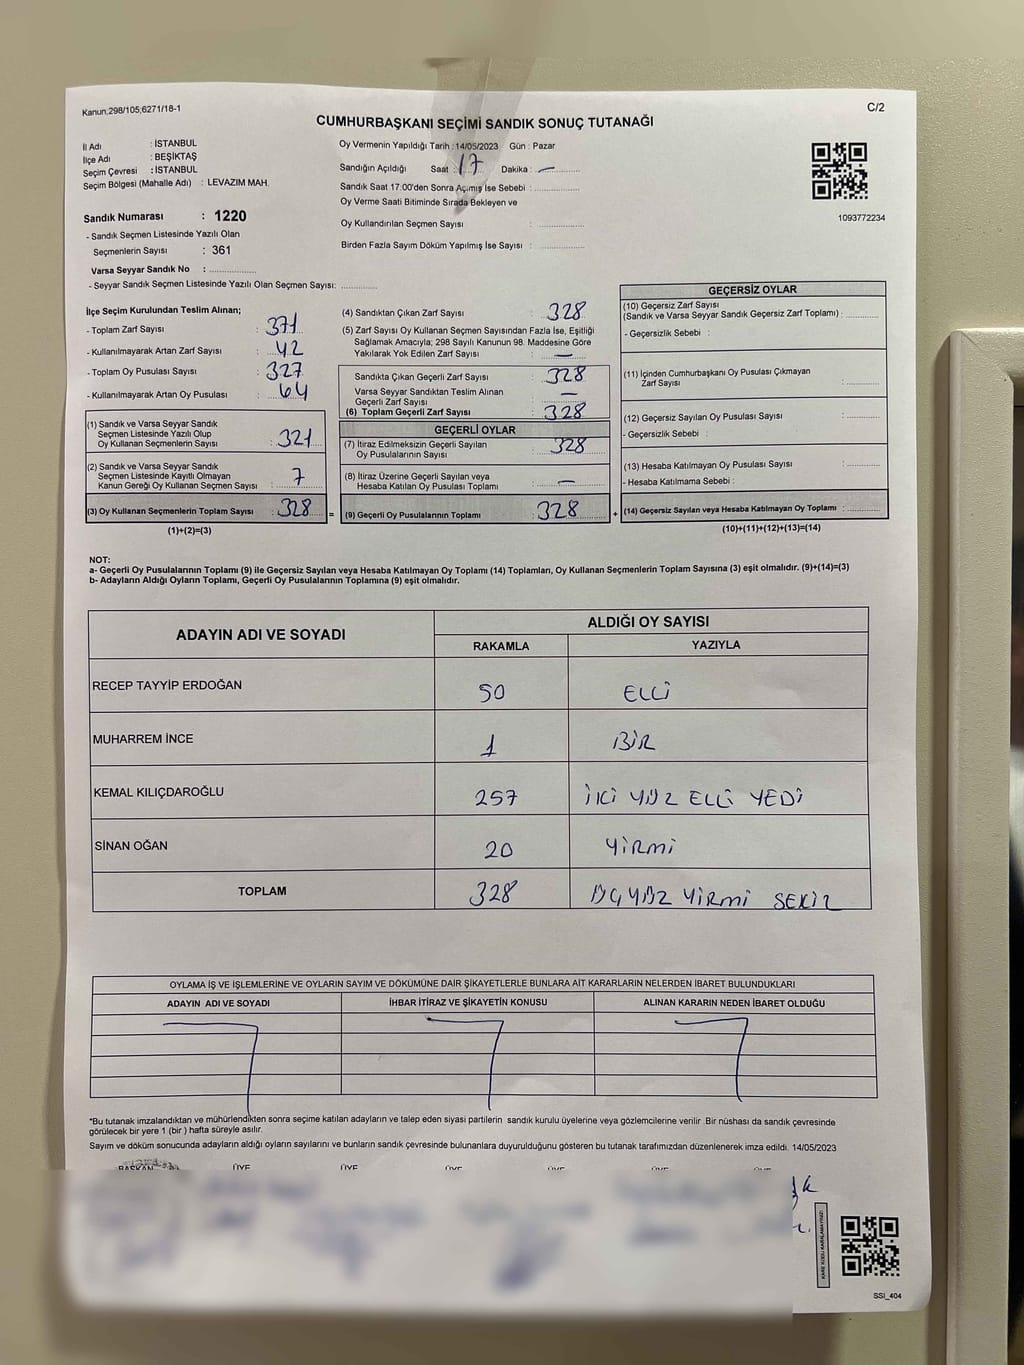 Kanun;298/105;6271/18-1
C/2
CUMHURBAŞKANI SEÇİMİ SANDIK SONUÇ TUTANAĞI
İl Adı : İSTANBUL
İlçe Adı : BEŞİKTAŞ
Seçim Çevresi : İSTANBUL
Seçim Bölgesi (Mahalle Adı) : LEVAZIM MAH.
Sandık Numarası : 1220
- Sandık Seçmen Listesinde Yazılı Olan
Seçmenlerin Sayısı : 361
Varsa Seyyar Sandık No :
- Seyyar Sandık Seçmen Listesinde Yazılı Olan Seçmen Sayısı:
Oy Vermenin Yapıldığı Tarih : 14/05/2023 Gün : Pazar
Sandığın Açıldığı Saat : 17 Dakika : —
Sandık Saat 17.00'den Sonra Açılmış İse Sebebi :
Oy Verme Saati Bitiminde Sırada Bekleyen ve
Oy Kullandırılan Seçmen Sayısı :
Birden Fazla Sayım Döküm Yapılmış İse Sayısı :
1093772234
İlçe Seçim Kurulundan Teslim Alınan;
- Toplam Zarf Sayısı : 371
- Kullanılmayarak Artan Zarf Sayısı : 42
- Toplam Oy Pusulası Sayısı : 327
- Kullanılmayarak Artan Oy Pusulası : 64
(1) Sandık ve Varsa Seyyar Sandık
Seçmen Listesinde Yazılı Olup
Oy Kullanan Seçmenlerin Sayısı : 321
(2) Sandık ve Varsa Seyyar Sandık
Seçmen Listesinde Kayıtlı Olmayan
Kanun Gereği Oy Kullanan Seçmen Sayısı : 7
(3) Oy Kullanan Seçmenlerin Toplam Sayısı : 328 =
(1)+(2)=(3)
(4) Sandıktan Çıkan Zarf Sayısı : 328
(5) Zarf Sayısı Oy Kullanan Seçmen Sayısından Fazla İse, Eşitliği
Sağlamak Amacıyla; 298 Sayılı Kanunun 98. Maddesine Göre
Yakılarak Yok Edilen Zarf Sayısı : —
Sandıkta Çıkan Geçerli Zarf Sayısı : 328
Varsa Seyyar Sandıktan Teslim Alınan
Geçerli Zarf Sayısı : —
(6) Toplam Geçerli Zarf Sayısı : 328
GEÇERLİ OYLAR
(7) İtiraz Edilmeksizin Geçerli Sayılan
Oy Pusulalarının Sayısı : 328
(8) İtiraz Üzerine Geçerli Sayılan veya
Hesaba Katılan Oy Pusulası Toplamı : —
(9) Geçerli Oy Pusulalarının Toplamı : 328 +
GEÇERSİZ OYLAR
(10) Geçersiz Zarf Sayısı
(Sandık ve Varsa Seyyar Sandık Geçersiz Zarf Toplamı) :
- Geçersizlik Sebebi :
(11) İçinden Cumhurbaşkanı Oy Pusulası Çıkmayan
Zarf Sayısı :
(12) Geçersiz Sayılan Oy Pusulası Sayısı :
- Geçersizlik Sebebi :
(13) Hesaba Katılmayan Oy Pusulası Sayısı :
- Hesaba Katılmama Sebebi :
(14) Geçersiz Sayılan veya Hesaba Katılmayan Oy Toplamı :
(10)+(11)+(12)+(13)=(14)
NOT:
a- Geçerli Oy Pusulalarının Toplamı (9) ile Geçersiz Sayılan veya Hesaba Katılmayan Oy Toplamı (14) Toplamları, Oy Kullanan Seçmenlerin Toplam Sayısına (3) eşit olmalıdır. (9)+(14)=(3)
b- Adayların Aldığı Oyların Toplamı, Geçerli Oy Pusulalarının Toplamına (9) eşit olmalıdır.
ADAYIN ADI VE SOYADI
ALDIĞI OY SAYISI
RAKAMLA YAZIYLA
RECEP TAYYİP ERDOĞAN 50 ELLİ
MUHARREM İNCE 1 BİR
KEMAL KILIÇDAROĞLU 257 İKİ YÜZ ELLİ YEDİ
SİNAN OĞAN 20 YİRMİ
TOPLAM 328 ÜÇYÜZ YİRMİ SEKİZ
OYLAMA İŞ VE İŞLEMLERİNE VE OYLARIN SAYIM VE DÖKÜMÜNE DAİR ŞİKAYETLERLE BUNLARA AİT KARARLARIN NELERDEN İBARET BULUNDUKLARI
ADAYIN ADI VE SOYADI İHBAR İTİRAZ VE ŞİKAYETİN KONUSU ALINAN KARARIN NEDEN İBARET OLDUĞU
*Bu tutanak imzalandıktan ve mühürlendikten sonra seçime katılan adayların ve talep eden siyasi partilerin sandık kurulu üyelerine veya gözlemcilerine verilir .Bir nüshası da sandık çevresinde
görülecek bir yere 1 (bir ) hafta süreyle asılır.
Sayım ve döküm sonucunda adayların aldığı oyların sayılarını ve bunların sandık çevresinde bulunanlara duyurulduğunu gösteren bu tutanak tarafımızdan düzenlenerek imza edildi. 14/05/2023
BAŞKAN ÜYE ÜYE ÜYE ÜYE ÜYE ÜYE
KARE KODU KARALAMAYINIZ!
SSI_404